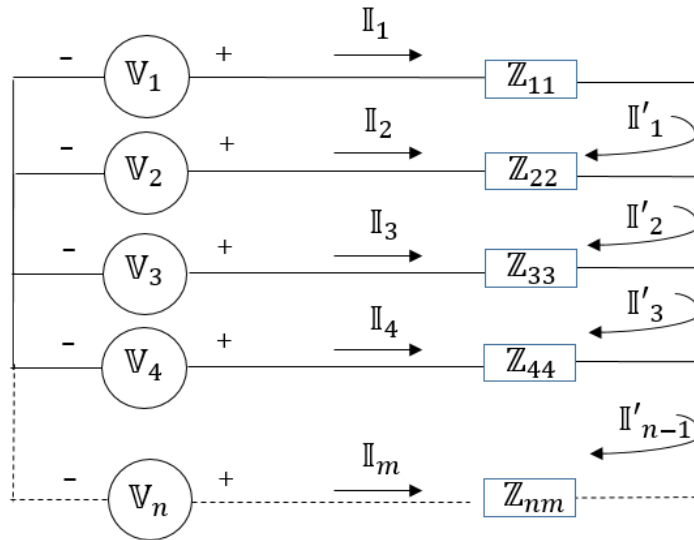 𝕀₁
− 𝕍₁ + ℤ₁₁
𝕀₂ 𝕀′₁
− 𝕍₂ + ℤ₂₂
𝕀₃ 𝕀′₂
− 𝕍₃ + ℤ₃₃
𝕀₄ 𝕀′₃
− 𝕍₄ + ℤ₄₄
𝕀ₘ 𝕀′ₙ₋₁
− 𝕍ₙ + ℤₙₘ